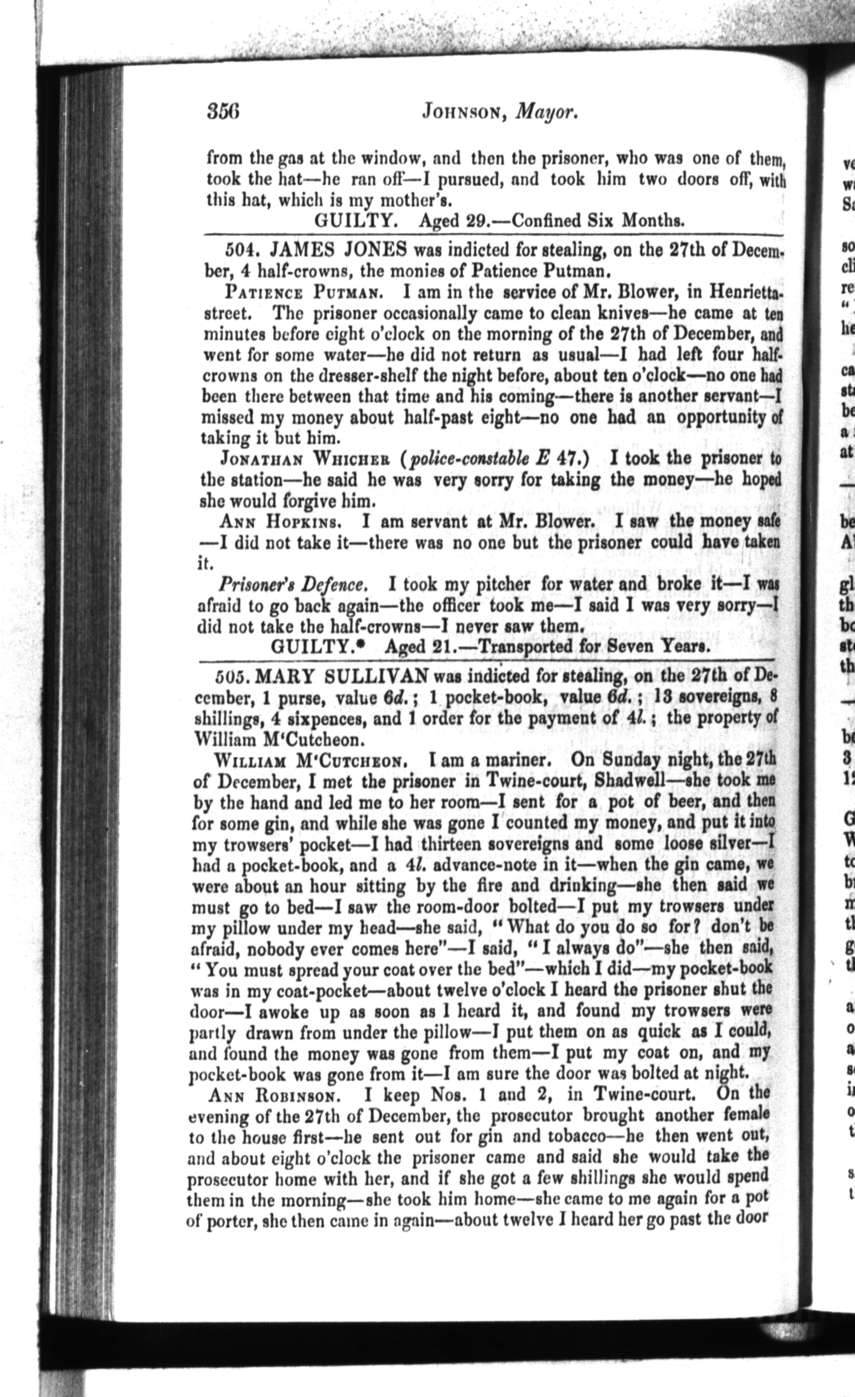 356 JOHNSON, Mayor.
from the gas at the window, and then the prisoner, who was one of them,
took the hat—he ran off—I pursued, and took him two doors off, with
this hat, which is my mother's.
GUILTY. Aged 29.—Confined Six Months.
504. JAMES JONES was indicted for stealing, on the 27th of Decem-
ber, 4 half-crowns, the monies of Patience Putman.
PATIENCE PUTMAN. I am in the service of Mr. Blower, in Henrietta-
street. The prisoner occasionally came to clean knives—he came at ten
minutes before eight o'clock on the morning of the 27th of December, and
went for some water—he did not return as usual—I had left four half-
crowns on the dresser-shelf the night before, about ten o'clock—no one had
been there between that time and his coming—there is another servant—I
missed my money about half-past eight—no one had an opportunity of
taking it but him.
JONATHAN WHICHER (police-constable E 47.) I took the prisoner to
the station—he said he was very sorry for taking the money—he hoped
she would forgive him.
ANN HOPKINS. I am servant at Mr. Blower. I saw the money safe
—I did not take it—there was no one but the prisoner could have taken
it.
Prisoner's Defence. I took my pitcher for water and broke it—I was
afraid to go back again—the officer took me—I said I was very sorry—I
did not take the half-crowns—I never saw them.
GUILTY.* Aged 21.—Transported for Seven Years.
505. MARY SULLIVAN was indicted for stealing, on the 27th of De-
cember, 1 purse, value 6d.; 1 pocket-book, value 6d.; 13 sovereigns, 8
shillings, 4 sixpences, and 1 order for the payment of 4l.; the property of
William M'Cutcheon.
WILLIAM M'CUTCHEON. I am a mariner. On Sunday night, the 27th
of December, I met the prisoner in Twine-court, Shadwell—she took me
by the hand and led me to her room—I sent for a pot of beer, and then
for some gin, and while she was gone I counted my money, and put it into
my trowsers' pocket—I had thirteen sovereigns and some loose silver—I
had a pocket-book, and a 4l. advance-note in it—when the gin came, we
were about an hour sitting by the fire and drinking—she then said we
must go to bed—I saw the room-door bolted—I put my trowsers under
my pillow under my head—she said, "What do you do so for? don't be
afraid, nobody ever comes here"—I said, "I always do"—she then said,
"You must spread your coat over the bed"—which I did—my pocket-book
was in my coat-pocket—about twelve o'clock I heard the prisoner shut the
door—I awoke up as soon as I heard it, and found my trowsers were
partly drawn from under the pillow—I put them on as quick as I could,
and found the money was gone from them—I put my coat on, and my
pocket-book was gone from it—I am sure the door was bolted at night.
ANN ROBINSON. I keep Nos. 1 and 2, in Twine-court. On the
evening of the 27th of December, the prosecutor brought another female
to the house first—he sent out for gin and tobacco—he then went out,
and about eight o'clock the prisoner came and said she would take the
prosecutor home with her, and if she got a few shillings she would spend
them in the morning—she took him home—she came to me again for a pot
of porter, she then came in again—about twelve I heard her go past the door